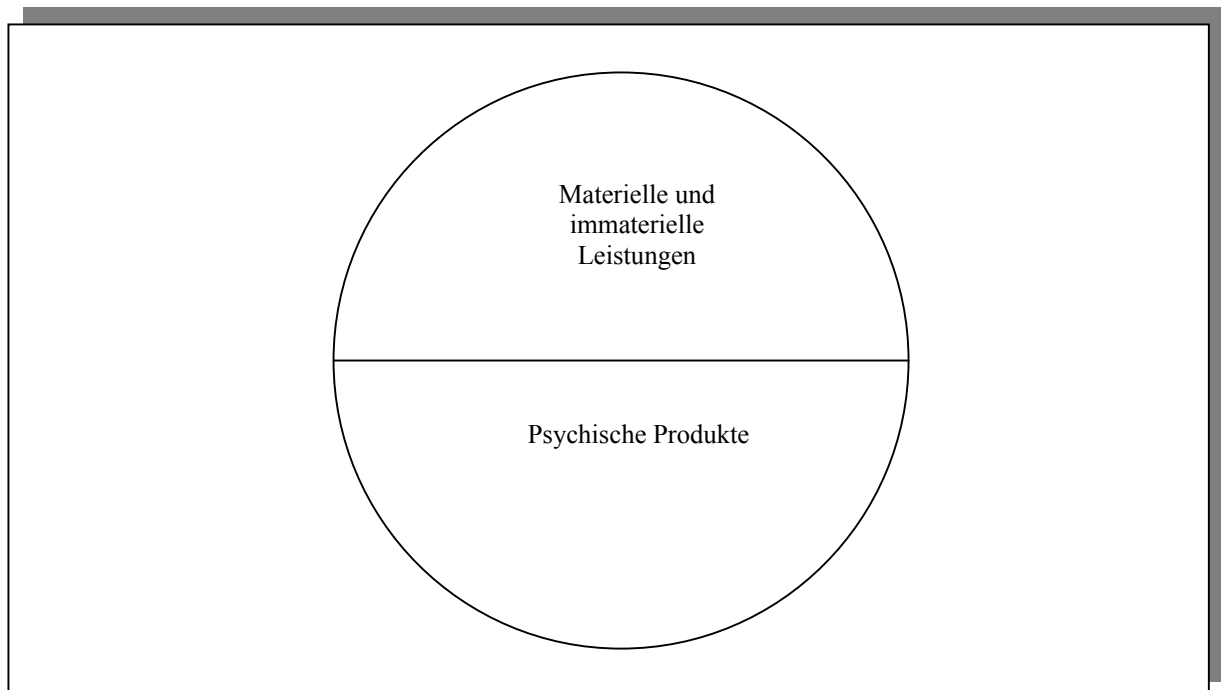 Materielle und
immaterielle
Leistungen
Psychische Produkte